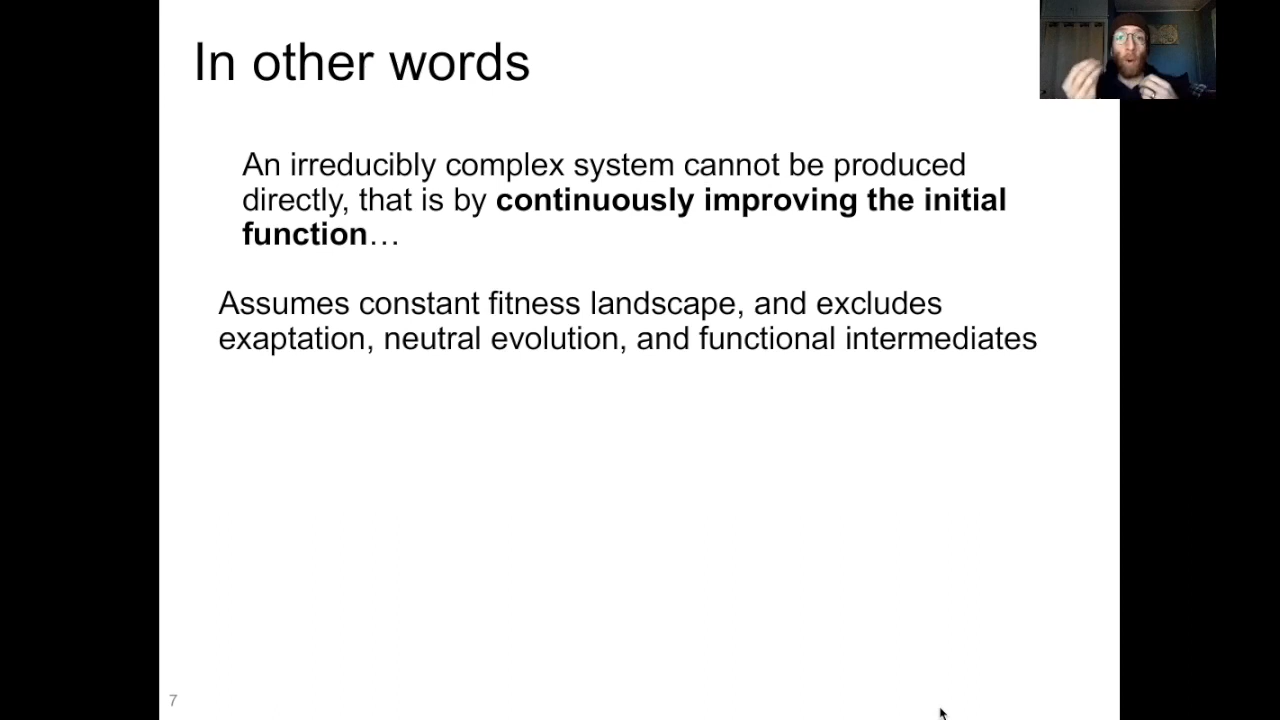 In other words
An irreducibly complex system cannot be produced
directly, that is by continuously improving the initial
function…
Assumes constant fitness landscape, and excludes
exaptation, neutral evolution, and functional intermediates
7